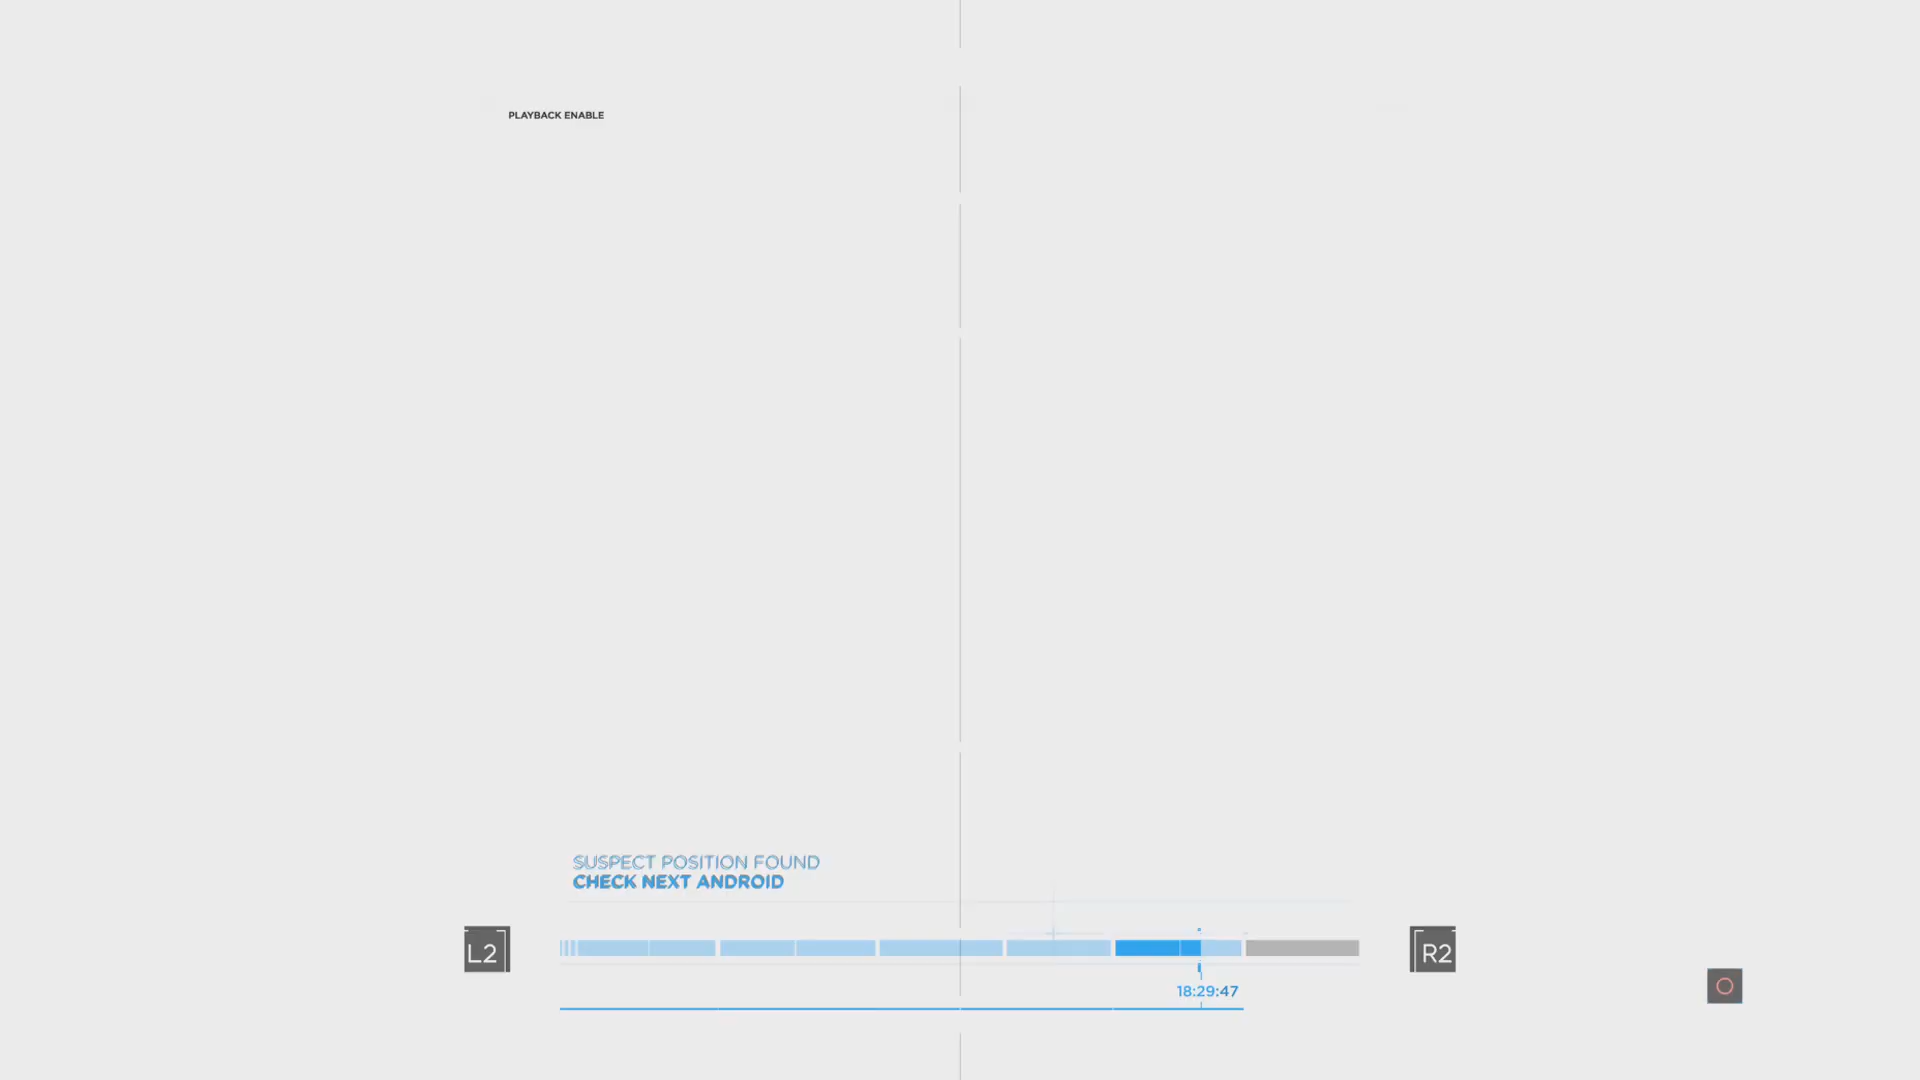 PLAYBACK ENABLE
SUSPECT POSITION FOUND
CHECK NEXT ANDROID
L2
R2
18:29:47